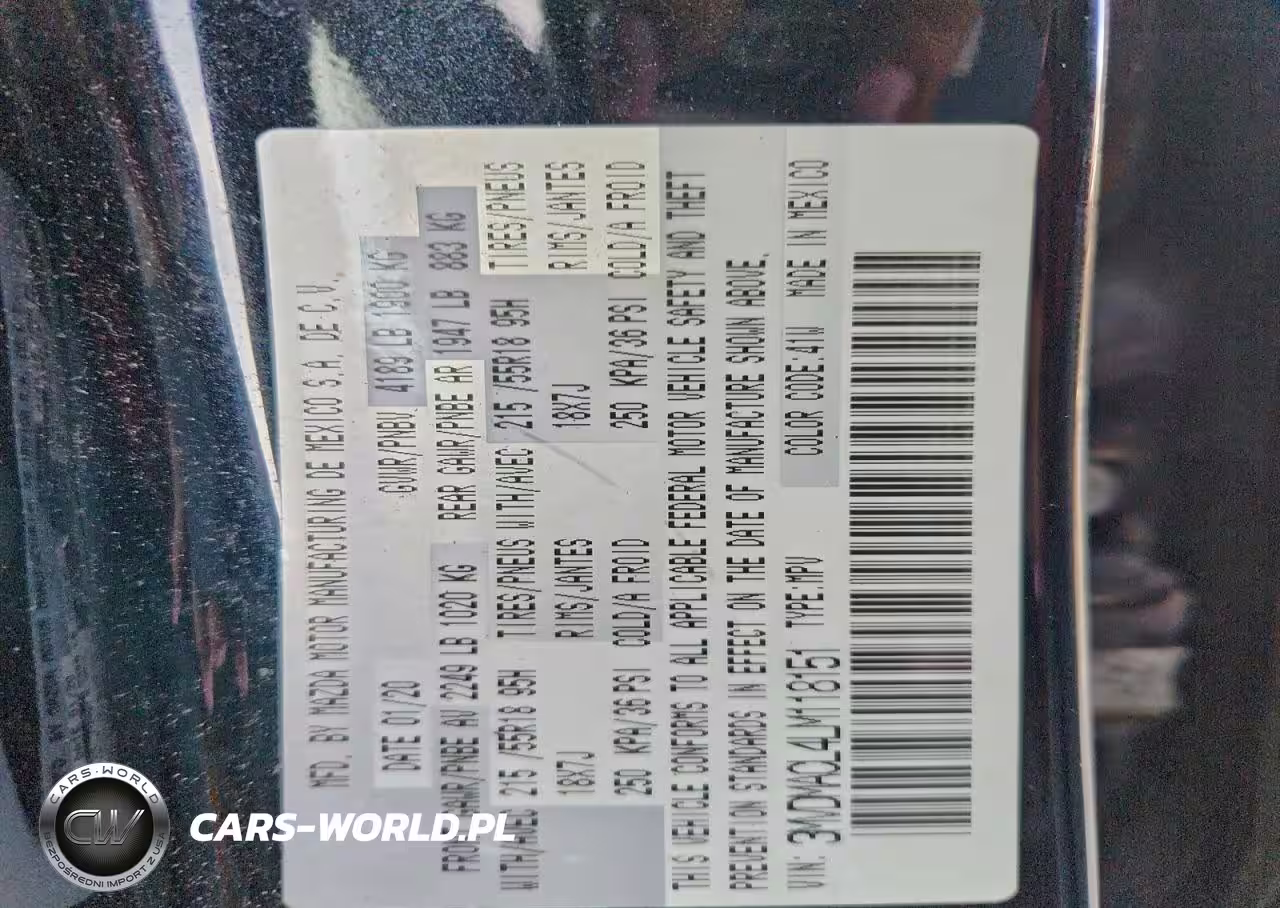 MFD. BY MAZDA MOTOR MANUFACTURING DE MEXICO S.A. DE C.V.
DATE 01/20 GVWR/PNBV 4189 LB 1900 KG
FRONT GAWR/PNBE AV 2249 LB 1020 KG REAR GAWR/PNBE AR 1947 LB 883 KG
WITH/AVEC 215 /55R18 95H TIRES/PNEUS WITH/AVEC 215 /55R18 95H TIRES/PNEUS
18X7J RIMS/JANTES 18X7J RIMS/JANTES
250 KPA/36 PSI COLD/A FROID 250 KPA/36 PSI COLD/A FROID
THIS VEHICLE CONFORMS TO ALL APPLICABLE FEDERAL MOTOR VEHICLE SAFETY AND THEFT
PREVENTION STANDARDS IN EFFECT ON THE DATE OF MANUFACTURE SHOWN ABOVE.
VIN: 3MVDMACL4LM118151 TYPE:MPV COLOR CODE:41W MADE IN MEXICO
CARS-WORLD
CW
BEZPOŚREDNI IMPORT Z USA
CARS-WORLD.PL